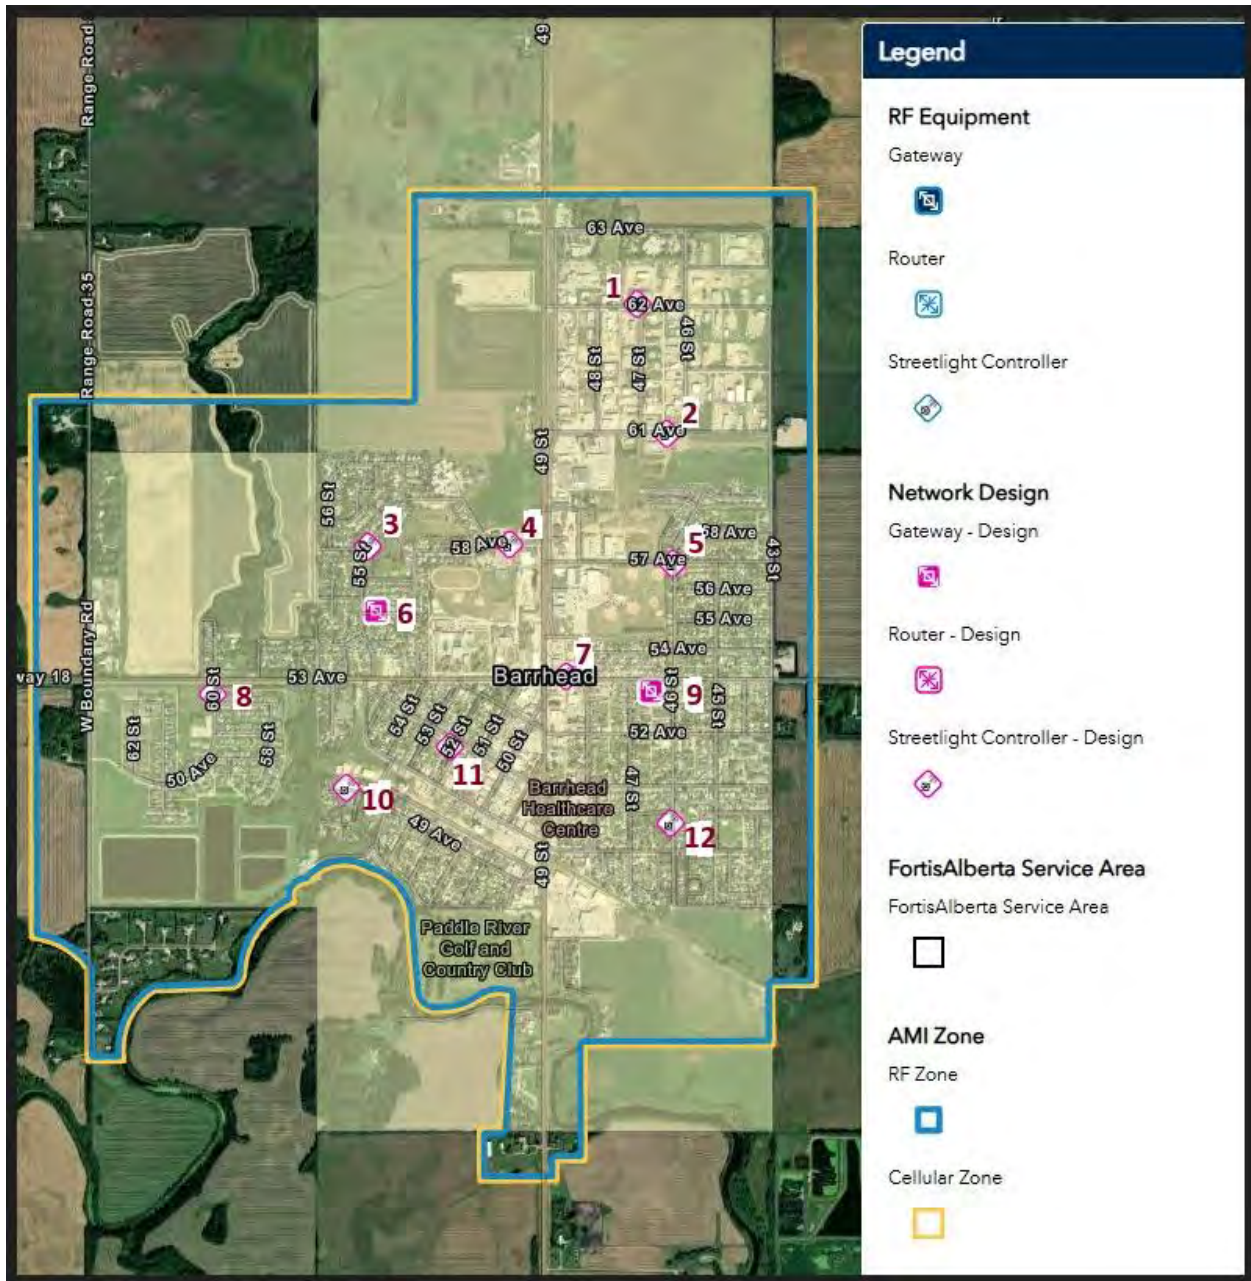 49
Range Road
Legend
RF Equipment
Gateway
Router
Streetlight Controller
Network Design
Gateway - Design
Router - Design
Streetlight Controller - Design
FortisAlberta Service Area
FortisAlberta Service Area
AMI Zone
RF Zone
Cellular Zone
63 Ave
1
62 Ave
Range Road 35
46 St
48 St
47 St
2
61 Ave
49 St
56 St
3
4
58 Ave
55 St
5
58 Ave
57 Ave
43 St
56 Ave
6
55 Ave
W Boundary Rd
54 Ave
7
way 18
53 Ave
Barrhead
8
60 St
9
46 St
45 St
54 St
53 St
52 St
51 St
50 St
62 St
58 St
50 Ave
52 Ave
11
10
47 St
Barrhead
Healthcare
Centre
49 Ave
12
49 St
Paddle River
Golf and
Country Club